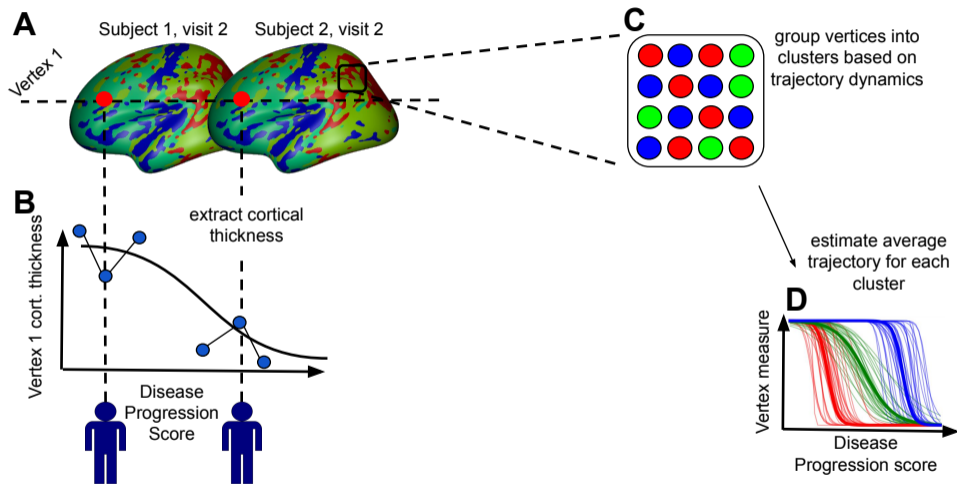 A
Subject 1, visit 2
Subject 2, visit 2
Vertex 1
B
extract cortical
thickness
Vertex 1 cort. thickness
Disease
Progression
Score
C
group vertices into
clusters based on
trajectory dynamics
estimate average
trajectory for each
cluster
D
Vertex measure
Disease
Progression score